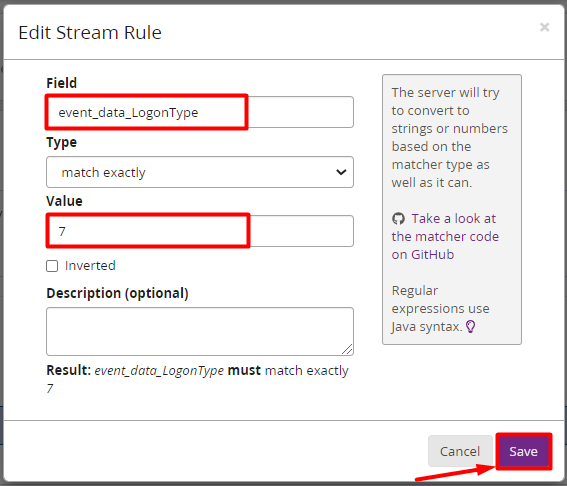 Edit Stream Rule
×
Field
event_data_LogonType
Type
match exactly
Value
7
Inverted
Description (optional)
Result: event_data_LogonType must match exactly
7
The server will try
to convert to
strings or numbers
based on the
matcher type as
well as it can.
Take a look at
the matcher code
on GitHub
Regular
expressions use
Java syntax.
Cancel
Save